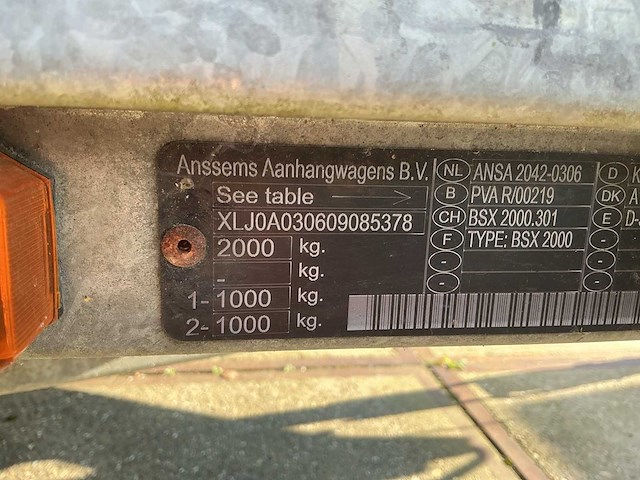 Anssems Aanhangwagens B.V.
See table
XLJ0A030609085378
2000 kg.
- kg.
1- 1000 kg.
2- 1000 kg.
NL ANSA 2042-0306
B PVA R/00219
CH BSX 2000.301
F TYPE: BSX 2000
-
-
D K
DK
E D-
-
-